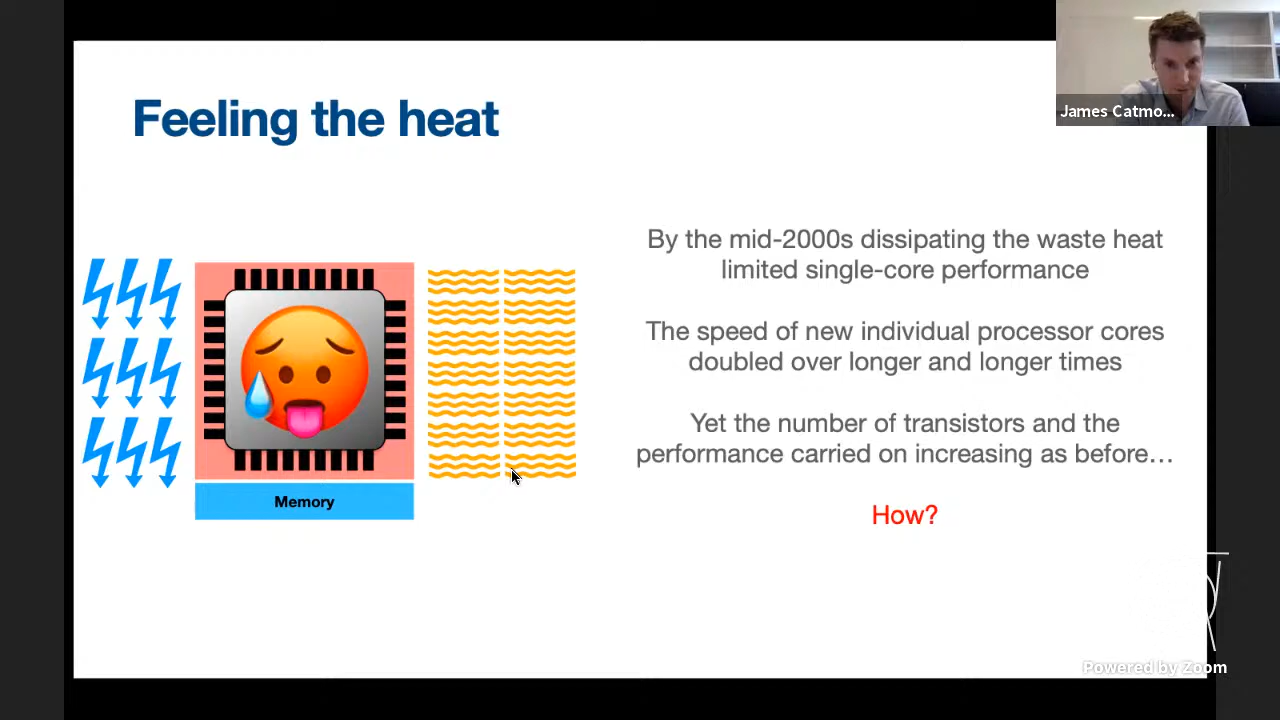 Feeling the heat
James Catmo...
By the mid-2000s dissipating the waste heat
limited single-core performance
The speed of new individual processor cores
doubled over longer and longer times
Yet the number of transistors and the
performance carried on increasing as before…
How?
Memory
Powered by Zoom